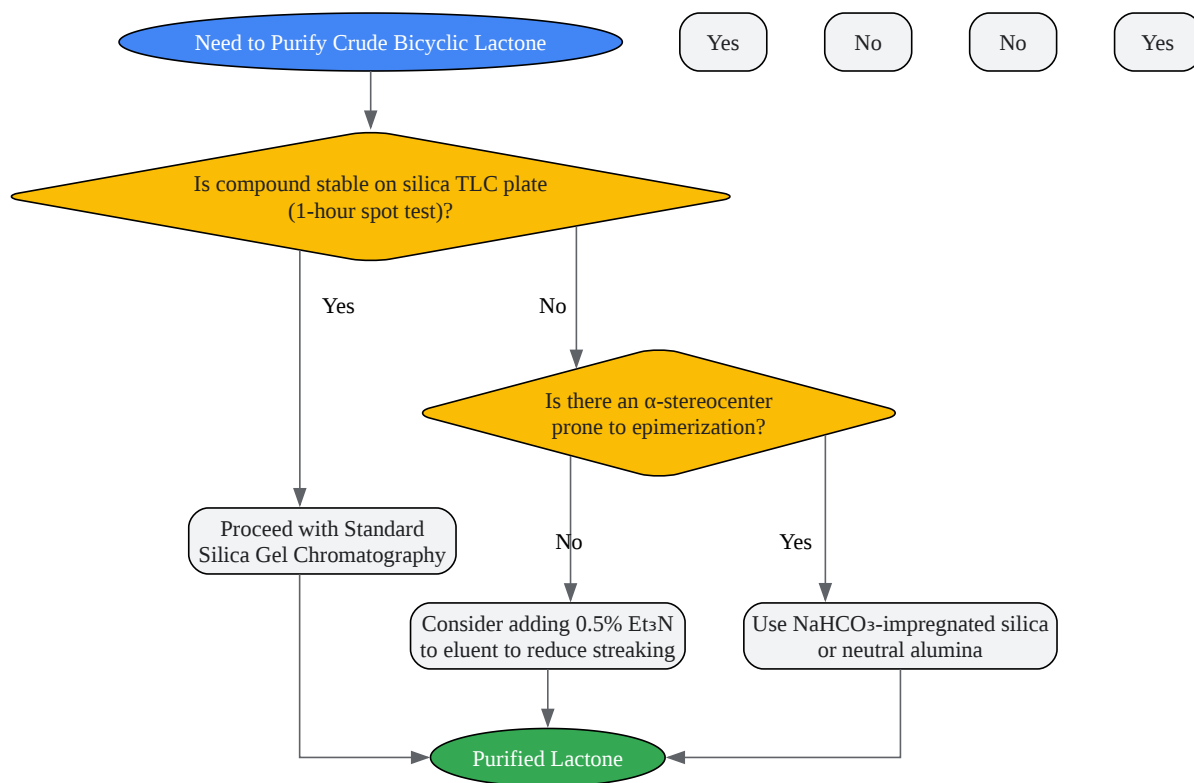 Need to Purify Crude Bicyclic Lactone
Yes
No
No
Yes
Is compound stable on silica TLC plate
(1-hour spot test)?
Yes
No
Is there an α-stereocenter
prone to epimerization?
Proceed with Standard
Silica Gel Chromatography
No
Yes
Consider adding 0.5% Et₃N
to eluent to reduce streaking
Use NaHCO₃-impregnated silica
or neutral alumina
Purified Lactone